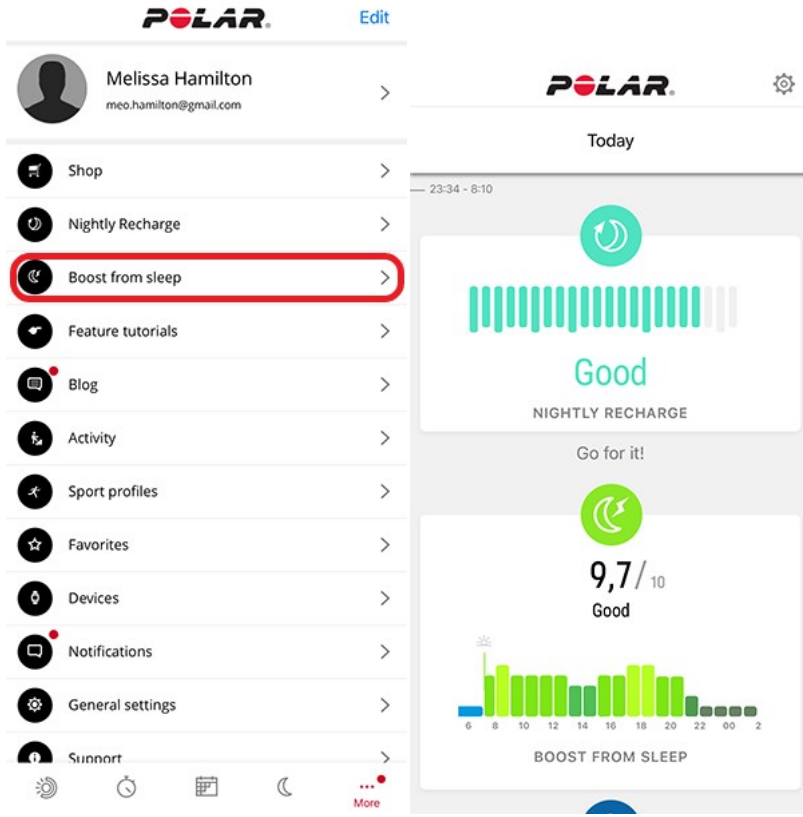 POLAR.
Edit
Melissa Hamilton
meo.hamilton@gmail.com
Shop
Nightly Recharge
Boost from sleep
Feature tutorials
Blog
Activity
Sport profiles
Favorites
Devices
Notifications
General settings
Support
More
POLAR.
Today
23:34 - 8:10
Good
NIGHTLY RECHARGE
Go for it!
9,7/ 10
Good
6 8 10 12 14 16 18 20 22 00 2
BOOST FROM SLEEP